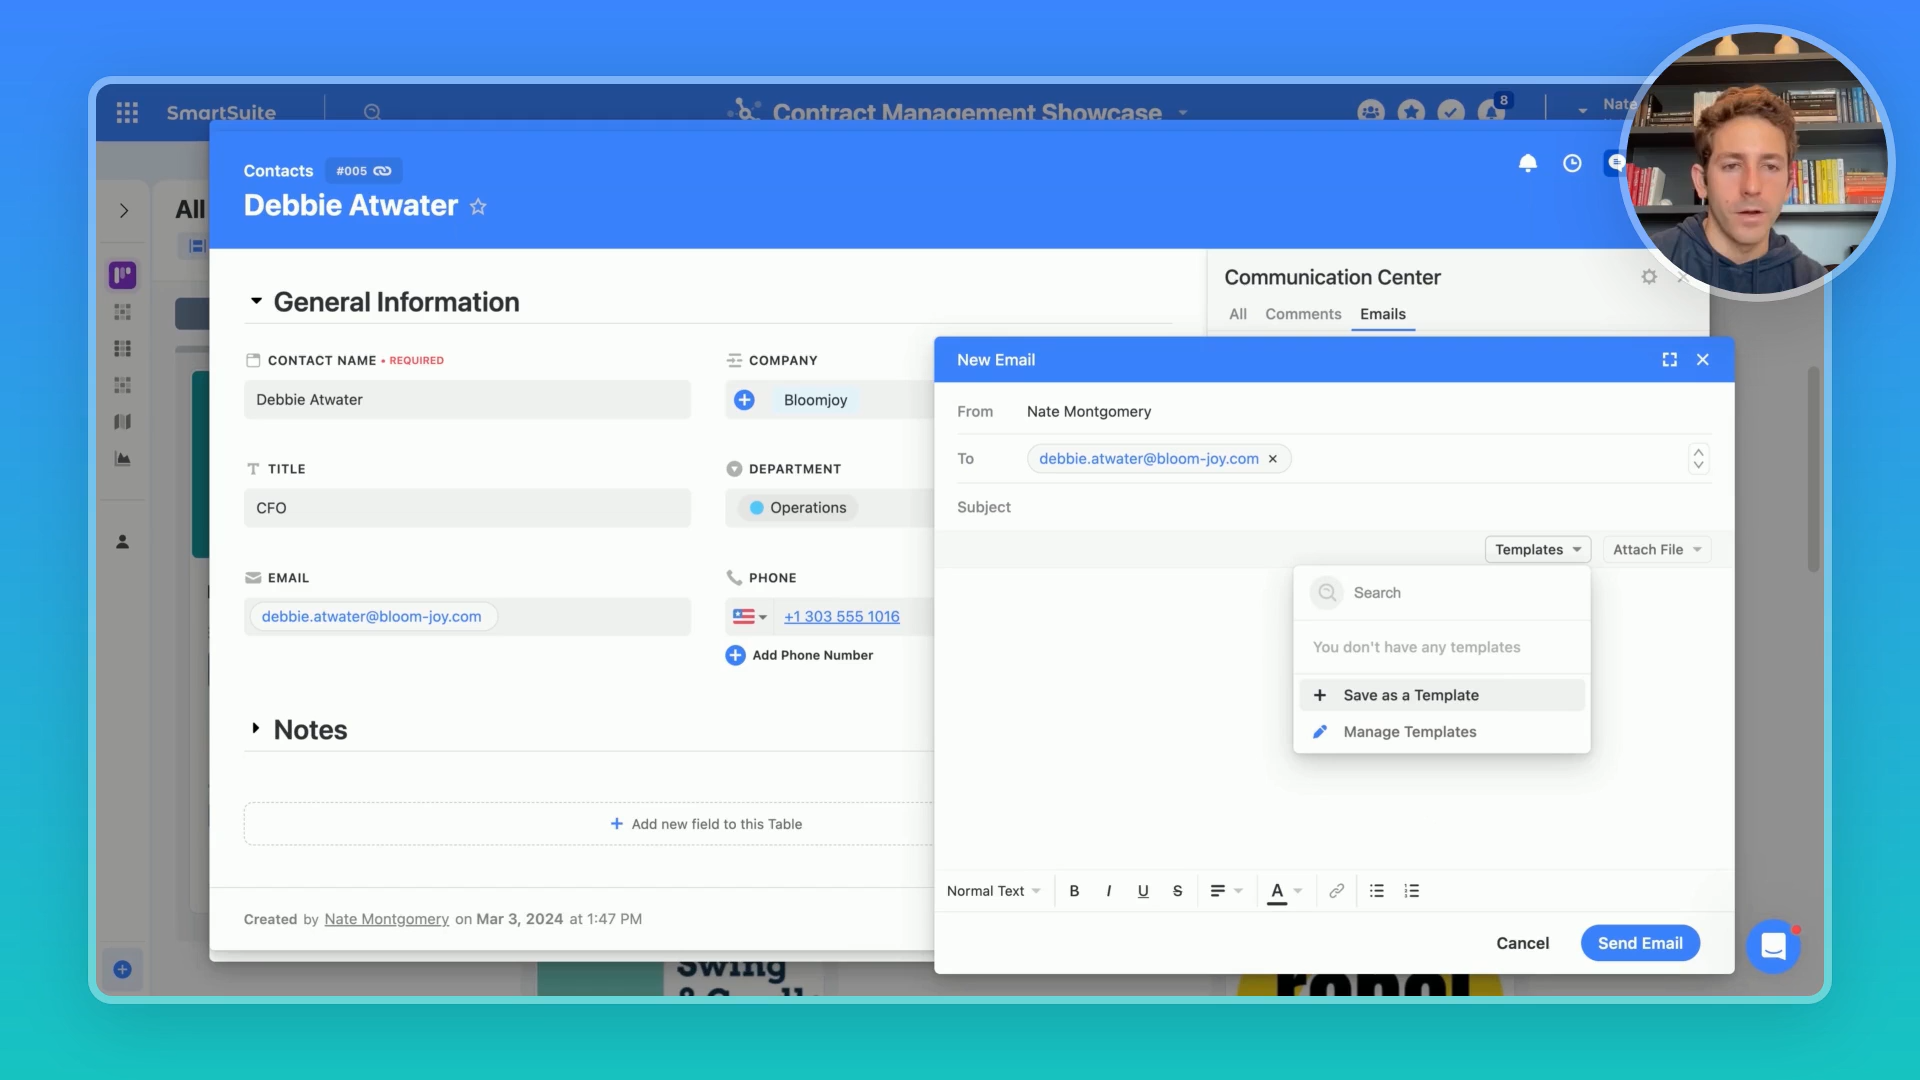 SmartSuite
Contract Management Showcase
8
Nate
Contacts
#005
Debbie Atwater
All
General Information
CONTACT NAME • REQUIRED
Debbie Atwater
COMPANY
Bloomjoy
TITLE
CFO
DEPARTMENT
Operations
EMAIL
debbie.atwater@bloom-joy.com
PHONE
+1 303 555 1016
Add Phone Number
Notes
Add new field to this Table
Created by Nate Montgomery on Mar 3, 2024 at 1:47 PM
Communication Center
All Comments Emails
New Email
From Nate Montgomery
To debbie.atwater@bloom-joy.com
Subject
Templates Attach File
Search
You don't have any templates
Save as a Template
Manage Templates
Normal Text B I U S A
Cancel Send Email
Swing